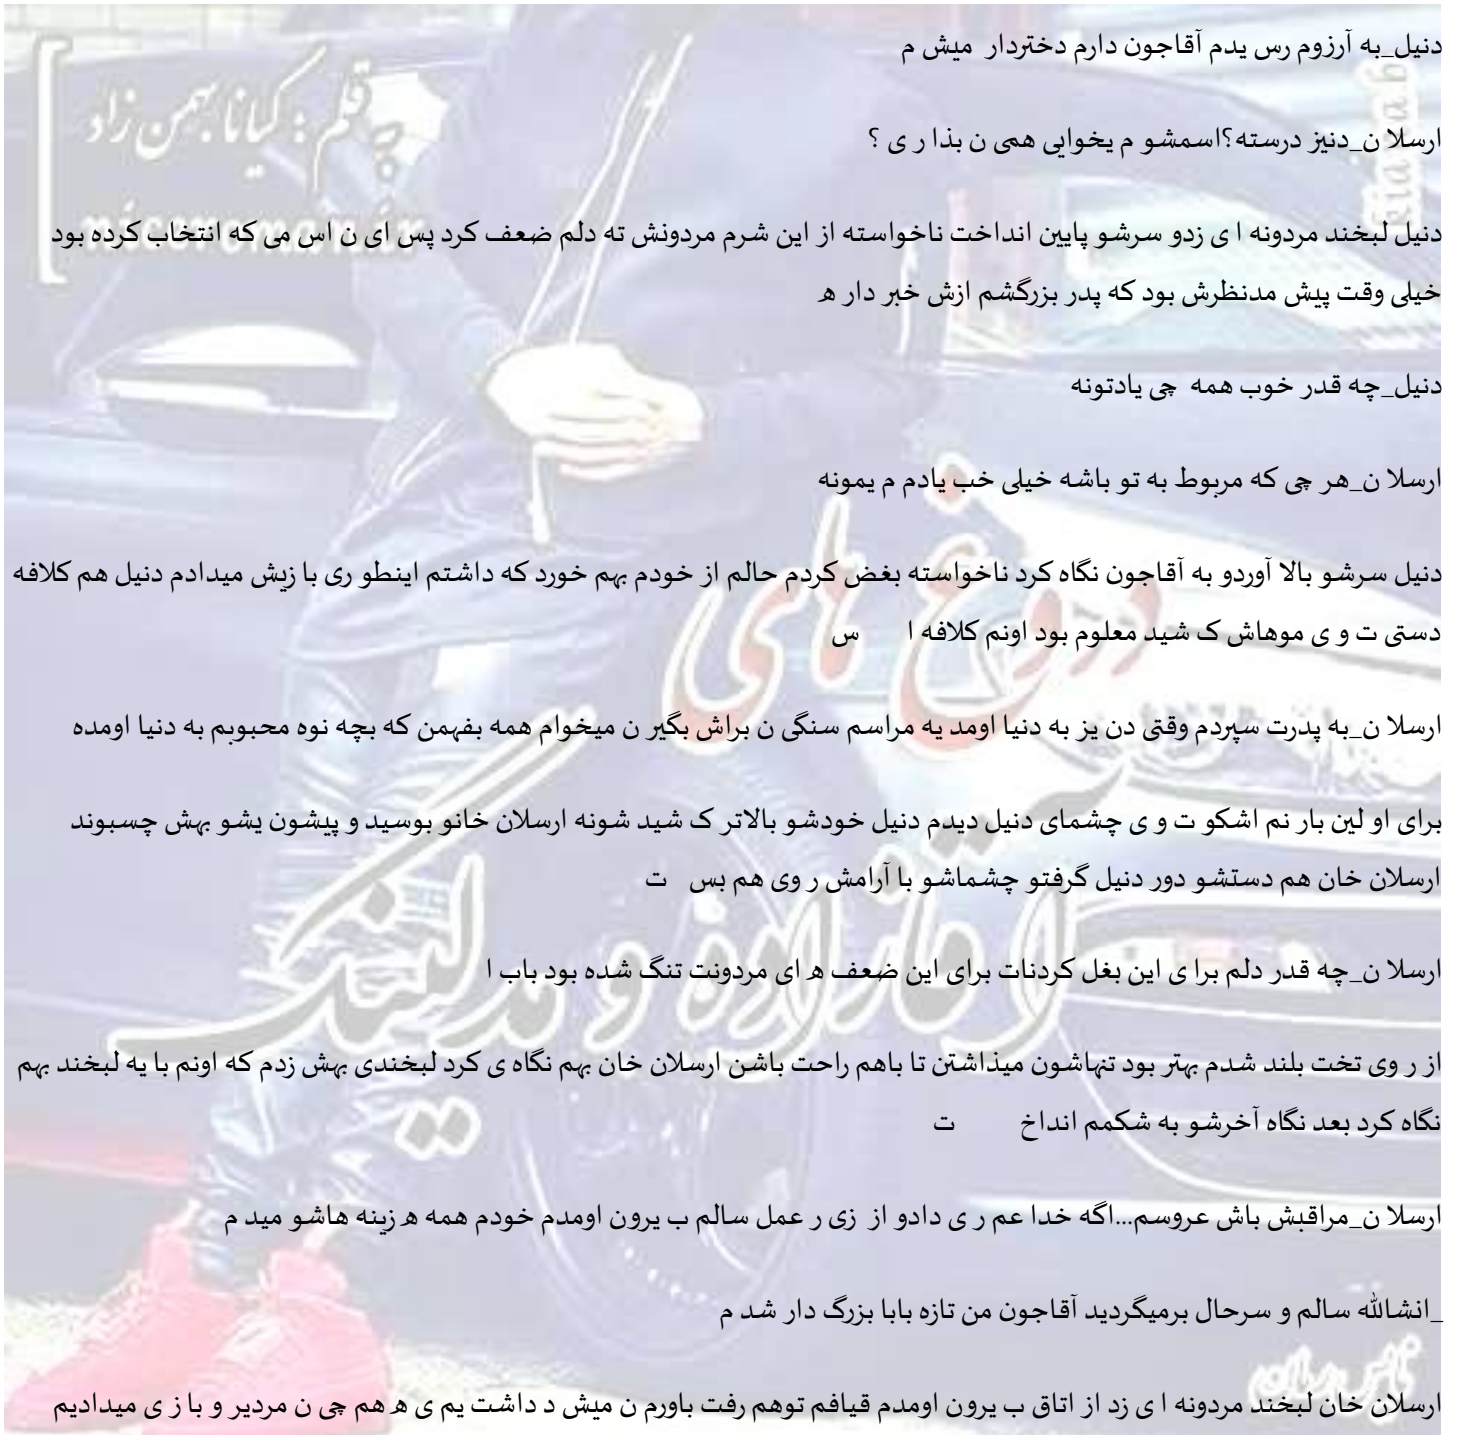 دنیل_به آرزوم رس یدم آقاجون دارم دختردار میش م
ارسلا ن_دنیز درسته؟اسمشو م یخوایی همی ن بذا ر ی ؟
دنیل لبخند مردونه ا ی زدو سرشو پایین انداخت ناخواسته از این شرم مردونش ته دلم ضعف کرد پس ای ن اس می که انتخاب کرده بود
خیلی وقت پیش مدنظرش بود که پدر بزرگشم ازش خبر دار ه
دنیل_چه قدر خوب همه چی یادتونه
ارسلا ن_هر چی که مربوط به تو باشه خیلی خب یادم م یمونه
دنیل سرشو بالا آوردو به آقاجون نگاه کرد ناخواسته بغض کردم حالم از خودم بهم خورد که داشتم اینطو ری با زیش میدادم دنیل هم کلافه
دستی ت و ی موهاش ک شید معلوم بود اونم کلافه ا س
ارسلا ن_به پدرت سپردم وقتی دن یز به دنیا اومد یه مراسم سنگی ن براش بگیر ن میخوام همه بفهمن که بچه نوه محبوبم به دنیا اومده
برای او لین بار نم اشکو ت و ی چشمای دنیل دیدم دنیل خودشو بالاتر ک شید شونه ارسلان خانو بوسید و پیشون یشو بهش چسبوند
ارسلان خان هم دستشو دور دنیل گرفتو چشماشو با آرامش ر وی هم بس ت
ارسلا ن_چه قدر دلم برا ی این بغل کردنات برای این ضعف ه ای مردونت تنگ شده بود باب ا
از ر وی تخت بلند شدم بهتر بود تنهاشون میذاشتن تا باهم راحت باشن ارسلان خان بهم نگاه ی کرد لبخندی بهش زدم که اونم با یه لبخند بهم
نگاه کرد بعد نگاه آخرشو به شکمم انداخ ت
ارسلا ن_مراقبش باش عروسم...اگه خدا عم ر ی دادو از زی ر عمل سالم ب یرون اومدم خودم همه ه زینه هاشو مید م
_انشالله سالم و سرحال برمیگردید آقاجون من تازه بابا بزرگ دار شد م
ارسلان خان لبخند مردونه ا ی زد از اتاق ب یرون اومدم قیافم توهم رفت باورم ن میش د داشت یم ی ه هم چی ن مردیر و با ز ی میدادیم
به قلم : کیانا بهمن زاد
دروغ های
آقازاده و مدلینگ